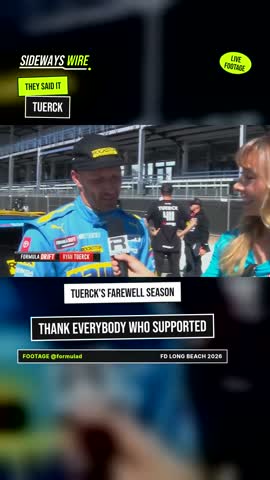 SIDEWAYS WIRE.
LIVE
FOOTAGE
THEY SAID IT
TUERCK
TUERCK
FORMULA DRIFT
RYAN TUERCK
TUERCK'S FAREWELL SEASON
THANK EVERYBODY WHO SUPPORTED
FOOTAGE @formulad
FD LONG BEACH 2026